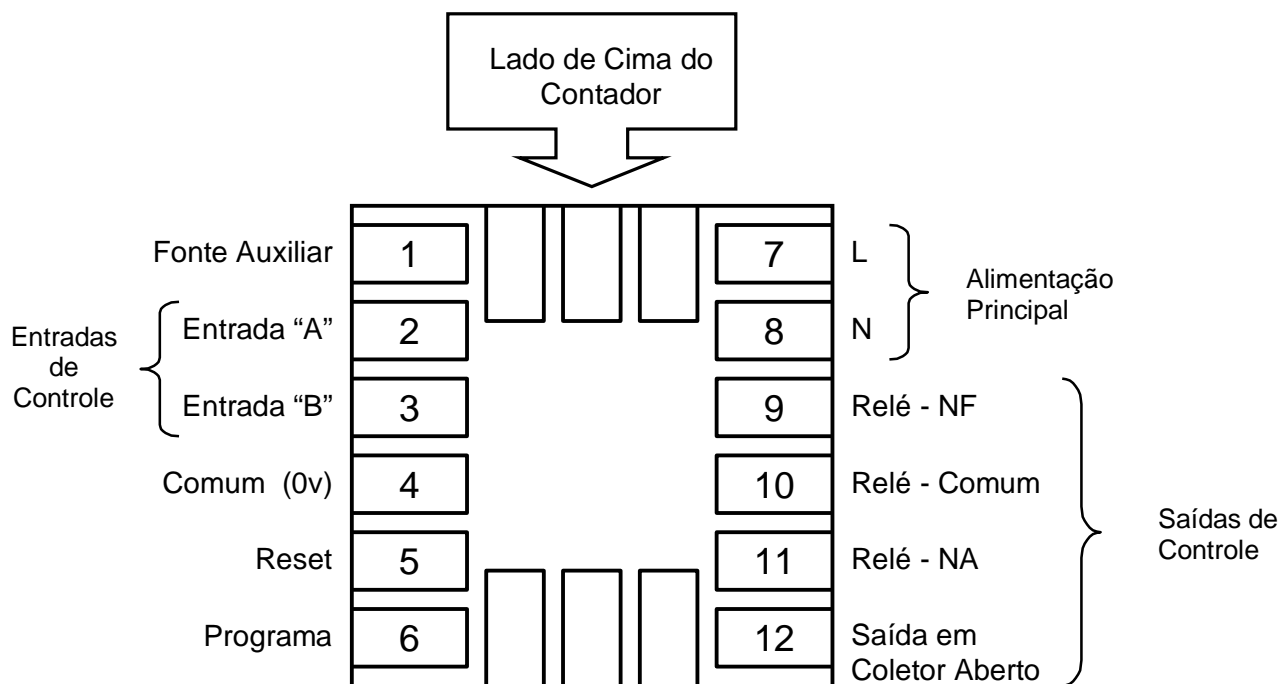 Lado de Cima do
Contador
Fonte Auxiliar
1
7
L
Entradas
de
Controle
Entrada “A”
2
8
N
Alimentação
Principal
Entrada “B”
3
9
Relé - NF
Comum (0v)
4
10
Relé - Comum
Reset
5
11
Relé - NA
Saídas de
Controle
Programa
6
12
Saída em
Coletor Aberto